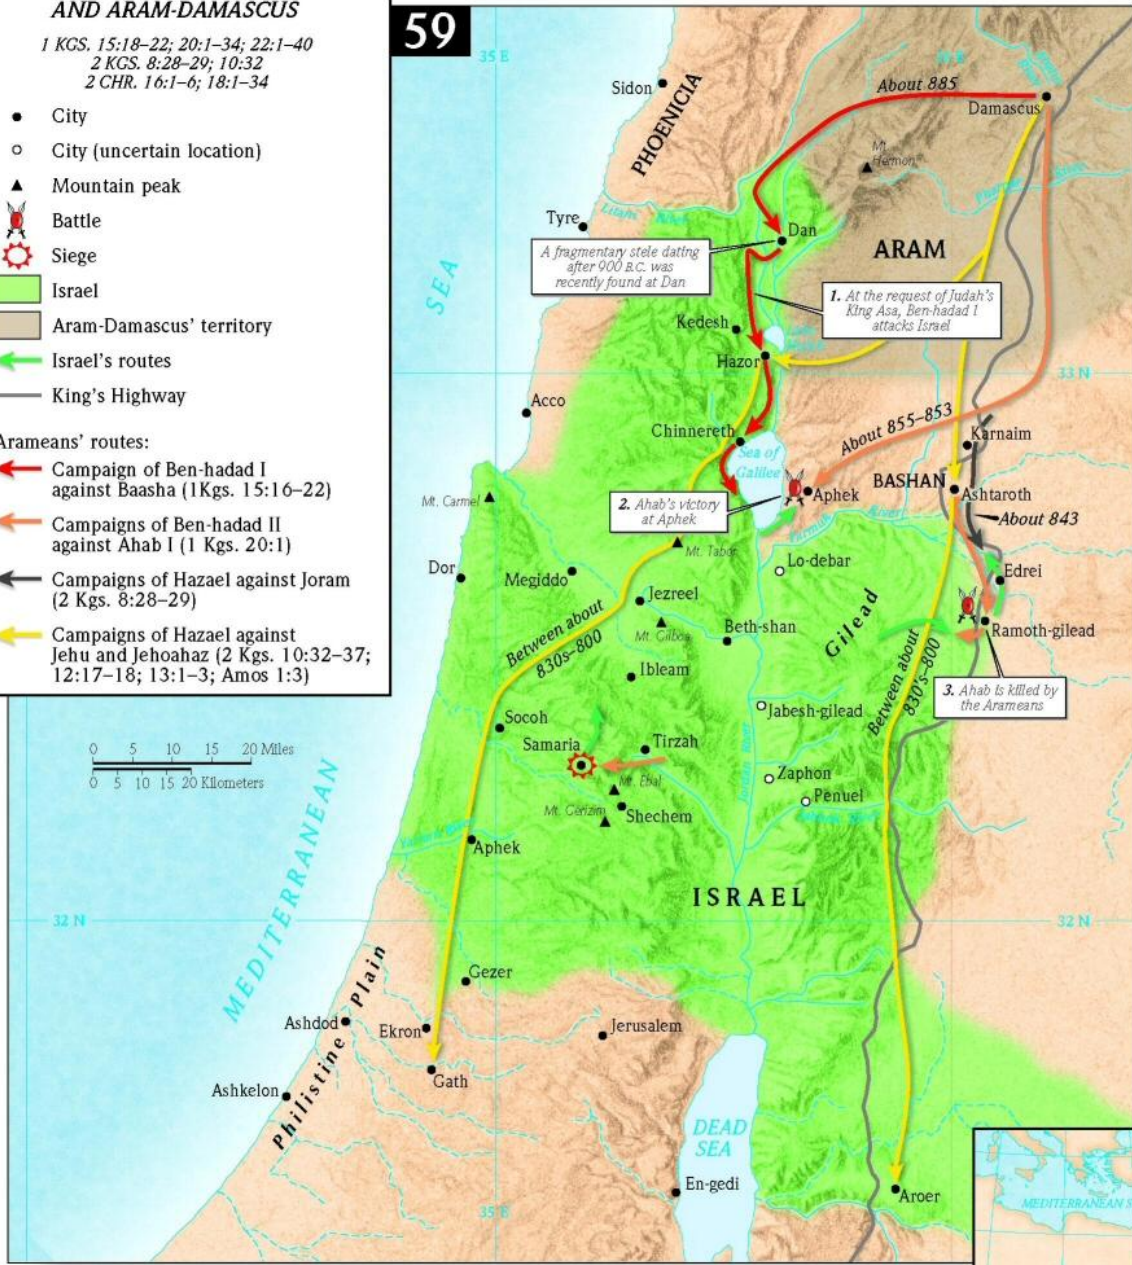 AND ARAM-DAMASCUS
1 KGS. 15:18–22; 20:1–34; 22:1–40
2 KGS. 8:28–29; 10:32
2 CHR. 16:1–6; 18:1–34
City
City (uncertain location)
Mountain peak
Battle
Siege
Israel
Aram-Damascus' territory
Israel's routes
King's Highway
Arameans' routes:
Campaign of Ben-hadad I
against Baasha (1Kgs. 15:16–22)
Campaigns of Ben-hadad II
against Ahab I (1 Kgs. 20:1)
Campaigns of Hazael against Joram
(2 Kgs. 8:28–29)
Campaigns of Hazael against
Jehu and Jehoahaz (2 Kgs. 10:32–37;
12:17–18; 13:1–3; Amos 1:3)
0 5 10 15 20 Miles
0 5 10 15 20 Kilometers
59
35 E
Sidon
PHOENICIA
About 885
Damascus
Mt.
Hermon
Litani River
Pharpar River
Tyre
Dan
ARAM
A fragmentary stele dating
after 900 B.C. was
recently found at Dan
1. At the request of Judah's
King Asa, Ben-hadad I
attacks Israel
SEA
Kedesh
Hazor
33 N
Acco
About 855–853
Chinnereth
Karnaim
Sea of
Galilee
BASHAN
Mt. Carmel
Aphek
Ashtaroth
2. Ahab's victory
at Aphek
About 843
Yarmuk River
Mt. Tabor
Lo-debar
Dor
Megiddo
Edrei
Jezreel
Gilead
Between about
830s–800
Mt. Gilboa
Beth-shan
Ramoth-gilead
Ibleam
Between about
830's–800
3. Ahab is killed by
the Arameans
Socoh
Jabesh-gilead
Samaria
Tirzah
Jordan River
Mt. Ebal
Zaphon
Mt. Gerizim
Shechem
Penuel
MEDITERRANEAN
Aphek
ISRAEL
32 N
32 N
Gezer
Philistine Plain
Ashdod
Ekron
Jerusalem
Gath
Ashkelon
DEAD
SEA
En-gedi
Aroer
35 E
MEDITERRANEAN S